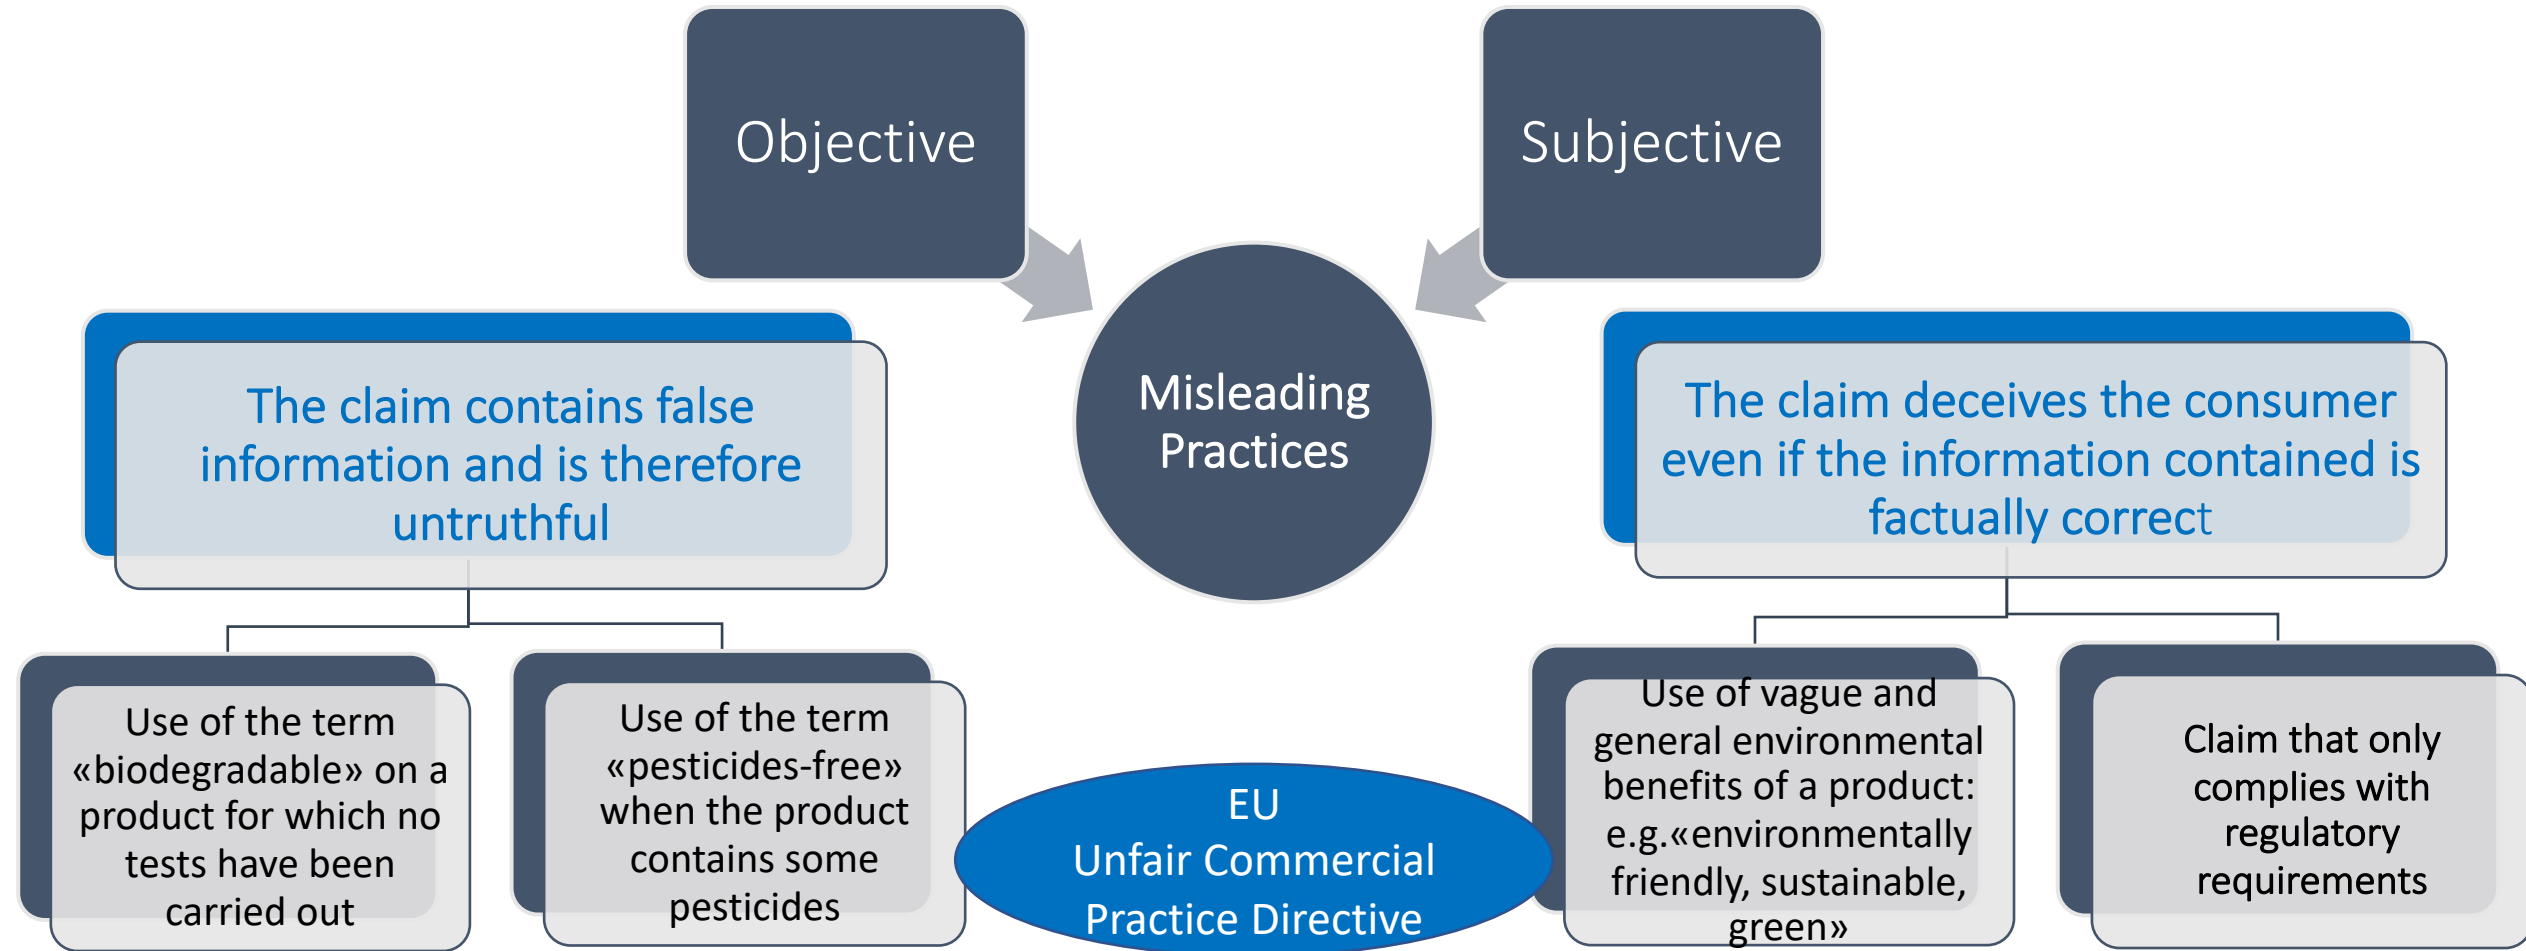 Objective
Subjective
Misleading
Practices
The claim contains false
information and is therefore
untruthful
The claim deceives the consumer
even if the information contained is
factually correct
Use of the term
«biodegradable» on a
product for which no
tests have been
carried out
Use of the term
«pesticides-free»
when the product
contains some
pesticides
EU
Unfair Commercial
Practice Directive
Use of vague and
general environmental
benefits of a product:
e.g.«environmentally
friendly, sustainable,
green»
Claim that only
complies with
regulatory
requirements